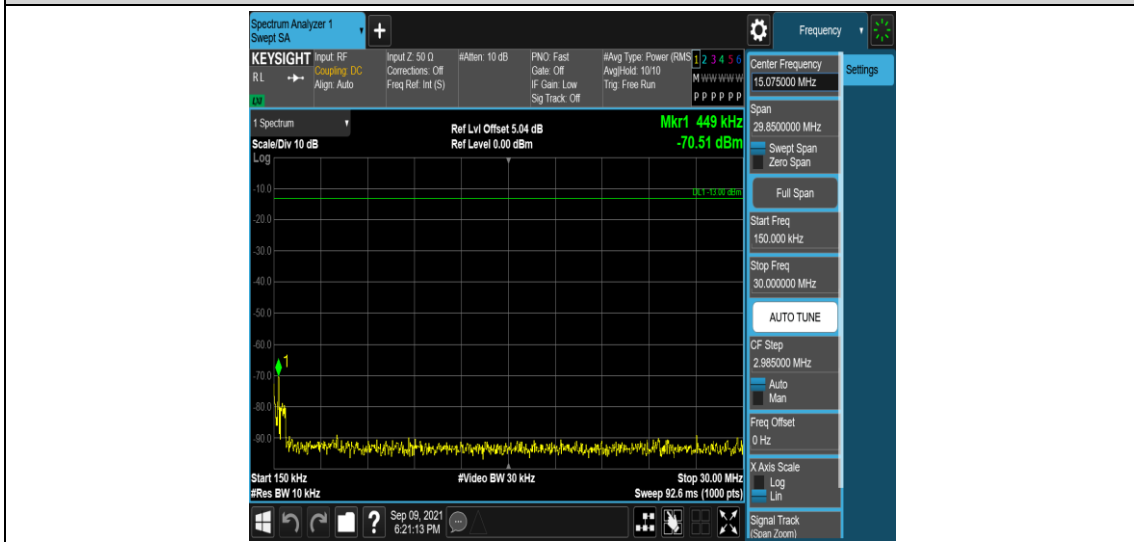 Spectrum Analyzer 1
Swept SA
+
Frequency
KEYSIGHT
RL
LXI
Input: RF
Coupling: DC
Align: Auto
Input Z: 50 Ω
Corrections: Off
Freq Ref: Int (S)
#Atten: 10 dB
PNO: Fast
Gate: Off
IF Gain: Low
Sig Track: Off
#Avg Type: Power (RMS
Avg|Hold: 10/10
Trig: Free Run
1 2 3 4 5 6
M W W W W W
P P P P P P
1 Spectrum
Scale/Div 10 dB
Log
Ref Lvl Offset 5.04 dB
Ref Level 0.00 dBm
Mkr1 449 kHz
-70.51 dBm
DL1 -13.00 dBm
-10.0
-20.0
-30.0
-40.0
-50.0
-60.0
-70.0
-80.0
-90.0
1
Start 150 kHz
#Video BW 30 kHz
Stop 30.00 MHz
#Res BW 10 kHz
Sweep 92.6 ms (1000 pts)
?
Sep 09, 2021
6:21:13 PM
Center Frequency
15.075000 MHz
Settings
Span
29.8500000 MHz
Swept Span
Zero Span
Full Span
Start Freq
150.000 kHz
Stop Freq
30.000000 MHz
AUTO TUNE
CF Step
2.985000 MHz
Auto
Man
Freq Offset
0 Hz
X Axis Scale
Log
Lin
Signal Track
(Span Zoom)